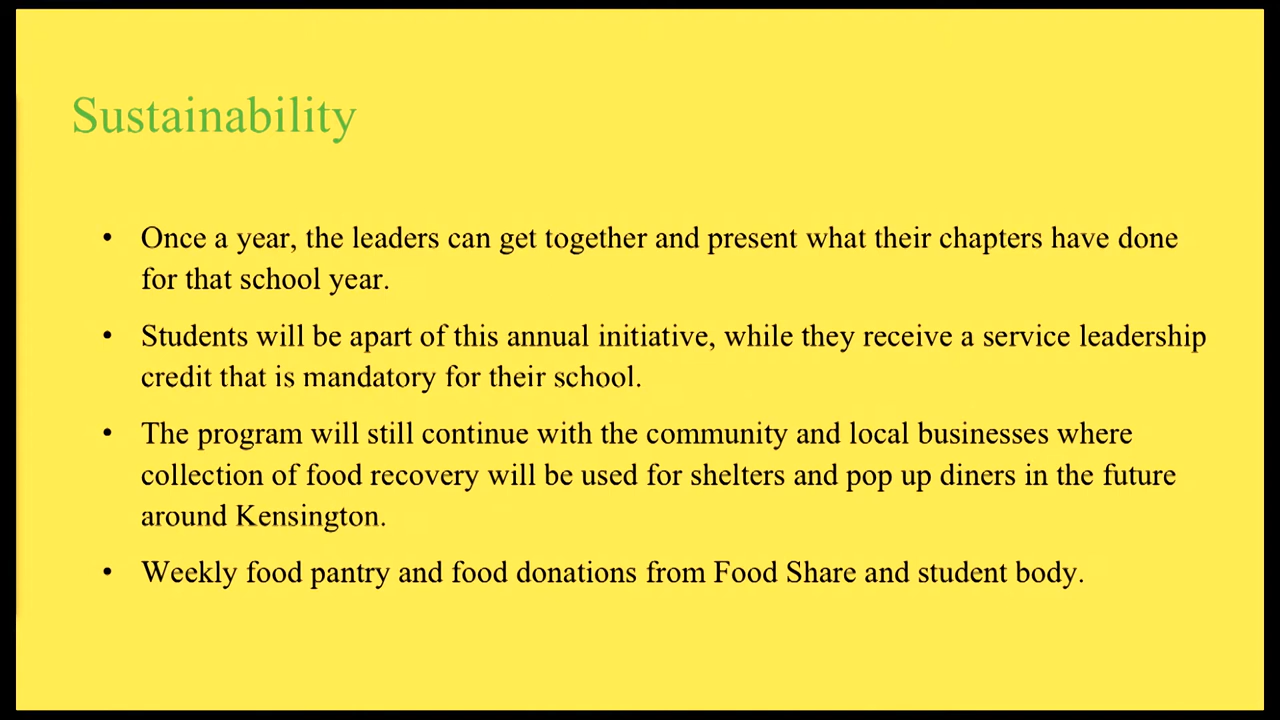 Sustainability
• Once a year, the leaders can get together and present what their chapters have done
for that school year.
• Students will be apart of this annual initiative, while they receive a service leadership
credit that is mandatory for their school.
• The program will still continue with the community and local businesses where
collection of food recovery will be used for shelters and pop up diners in the future
around Kensington.
• Weekly food pantry and food donations from Food Share and student body.